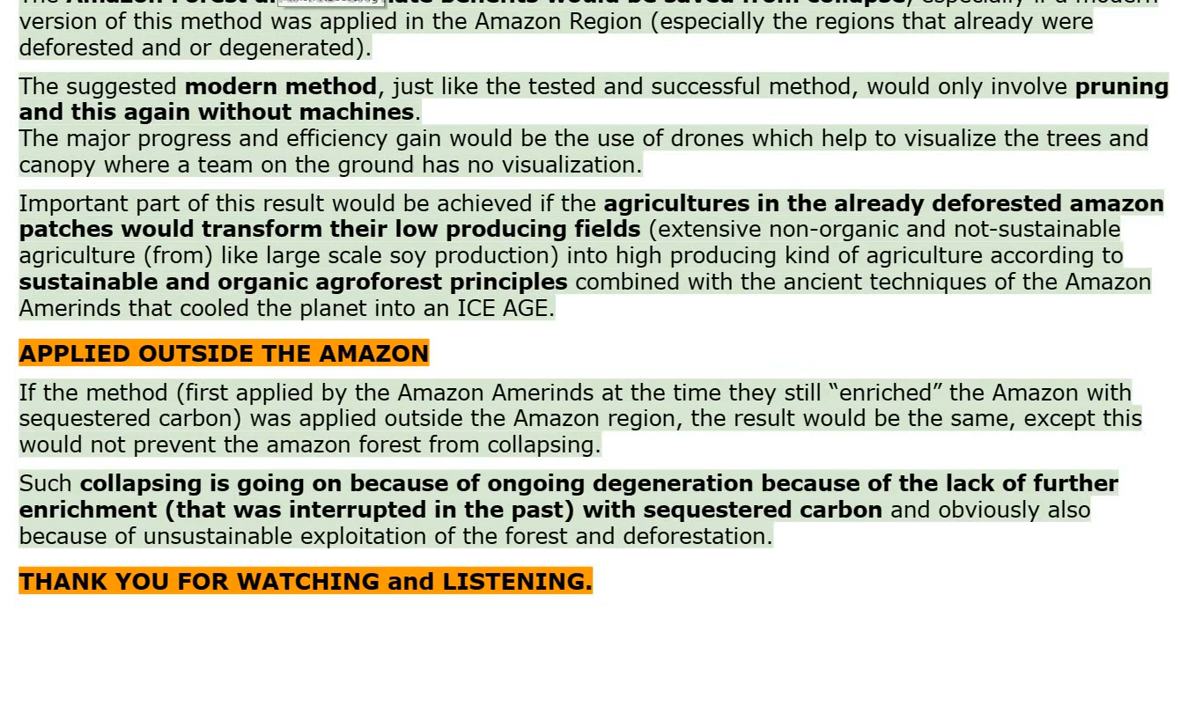 The Amazon Forest would be saved from collapse, especially if a modern
version of this method was applied in the Amazon Region (especially the regions that already were
deforested and or degenerated).
The suggested modern method, just like the tested and successful method, would only involve pruning
and this again without machines.
The major progress and efficiency gain would be the use of drones which help to visualize the trees and
canopy where a team on the ground has no visualization.
Important part of this result would be achieved if the agricultures in the already deforested amazon
patches would transform their low producing fields (extensive non-organic and not-sustainable
agriculture (from) like large scale soy production) into high producing kind of agriculture according to
sustainable and organic agroforest principles combined with the ancient techniques of the Amazon
Amerinds that cooled the planet into an ICE AGE.
APPLIED OUTSIDE THE AMAZON
If the method (first applied by the Amazon Amerinds at the time they still “enriched” the Amazon with
sequestered carbon) was applied outside the Amazon region, the result would be the same, except this
would not prevent the amazon forest from collapsing.
Such collapsing is going on because of ongoing degeneration because of the lack of further
enrichment (that was interrupted in the past) with sequestered carbon and obviously also
because of unsustainable exploitation of the forest and deforestation.
THANK YOU FOR WATCHING and LISTENING.